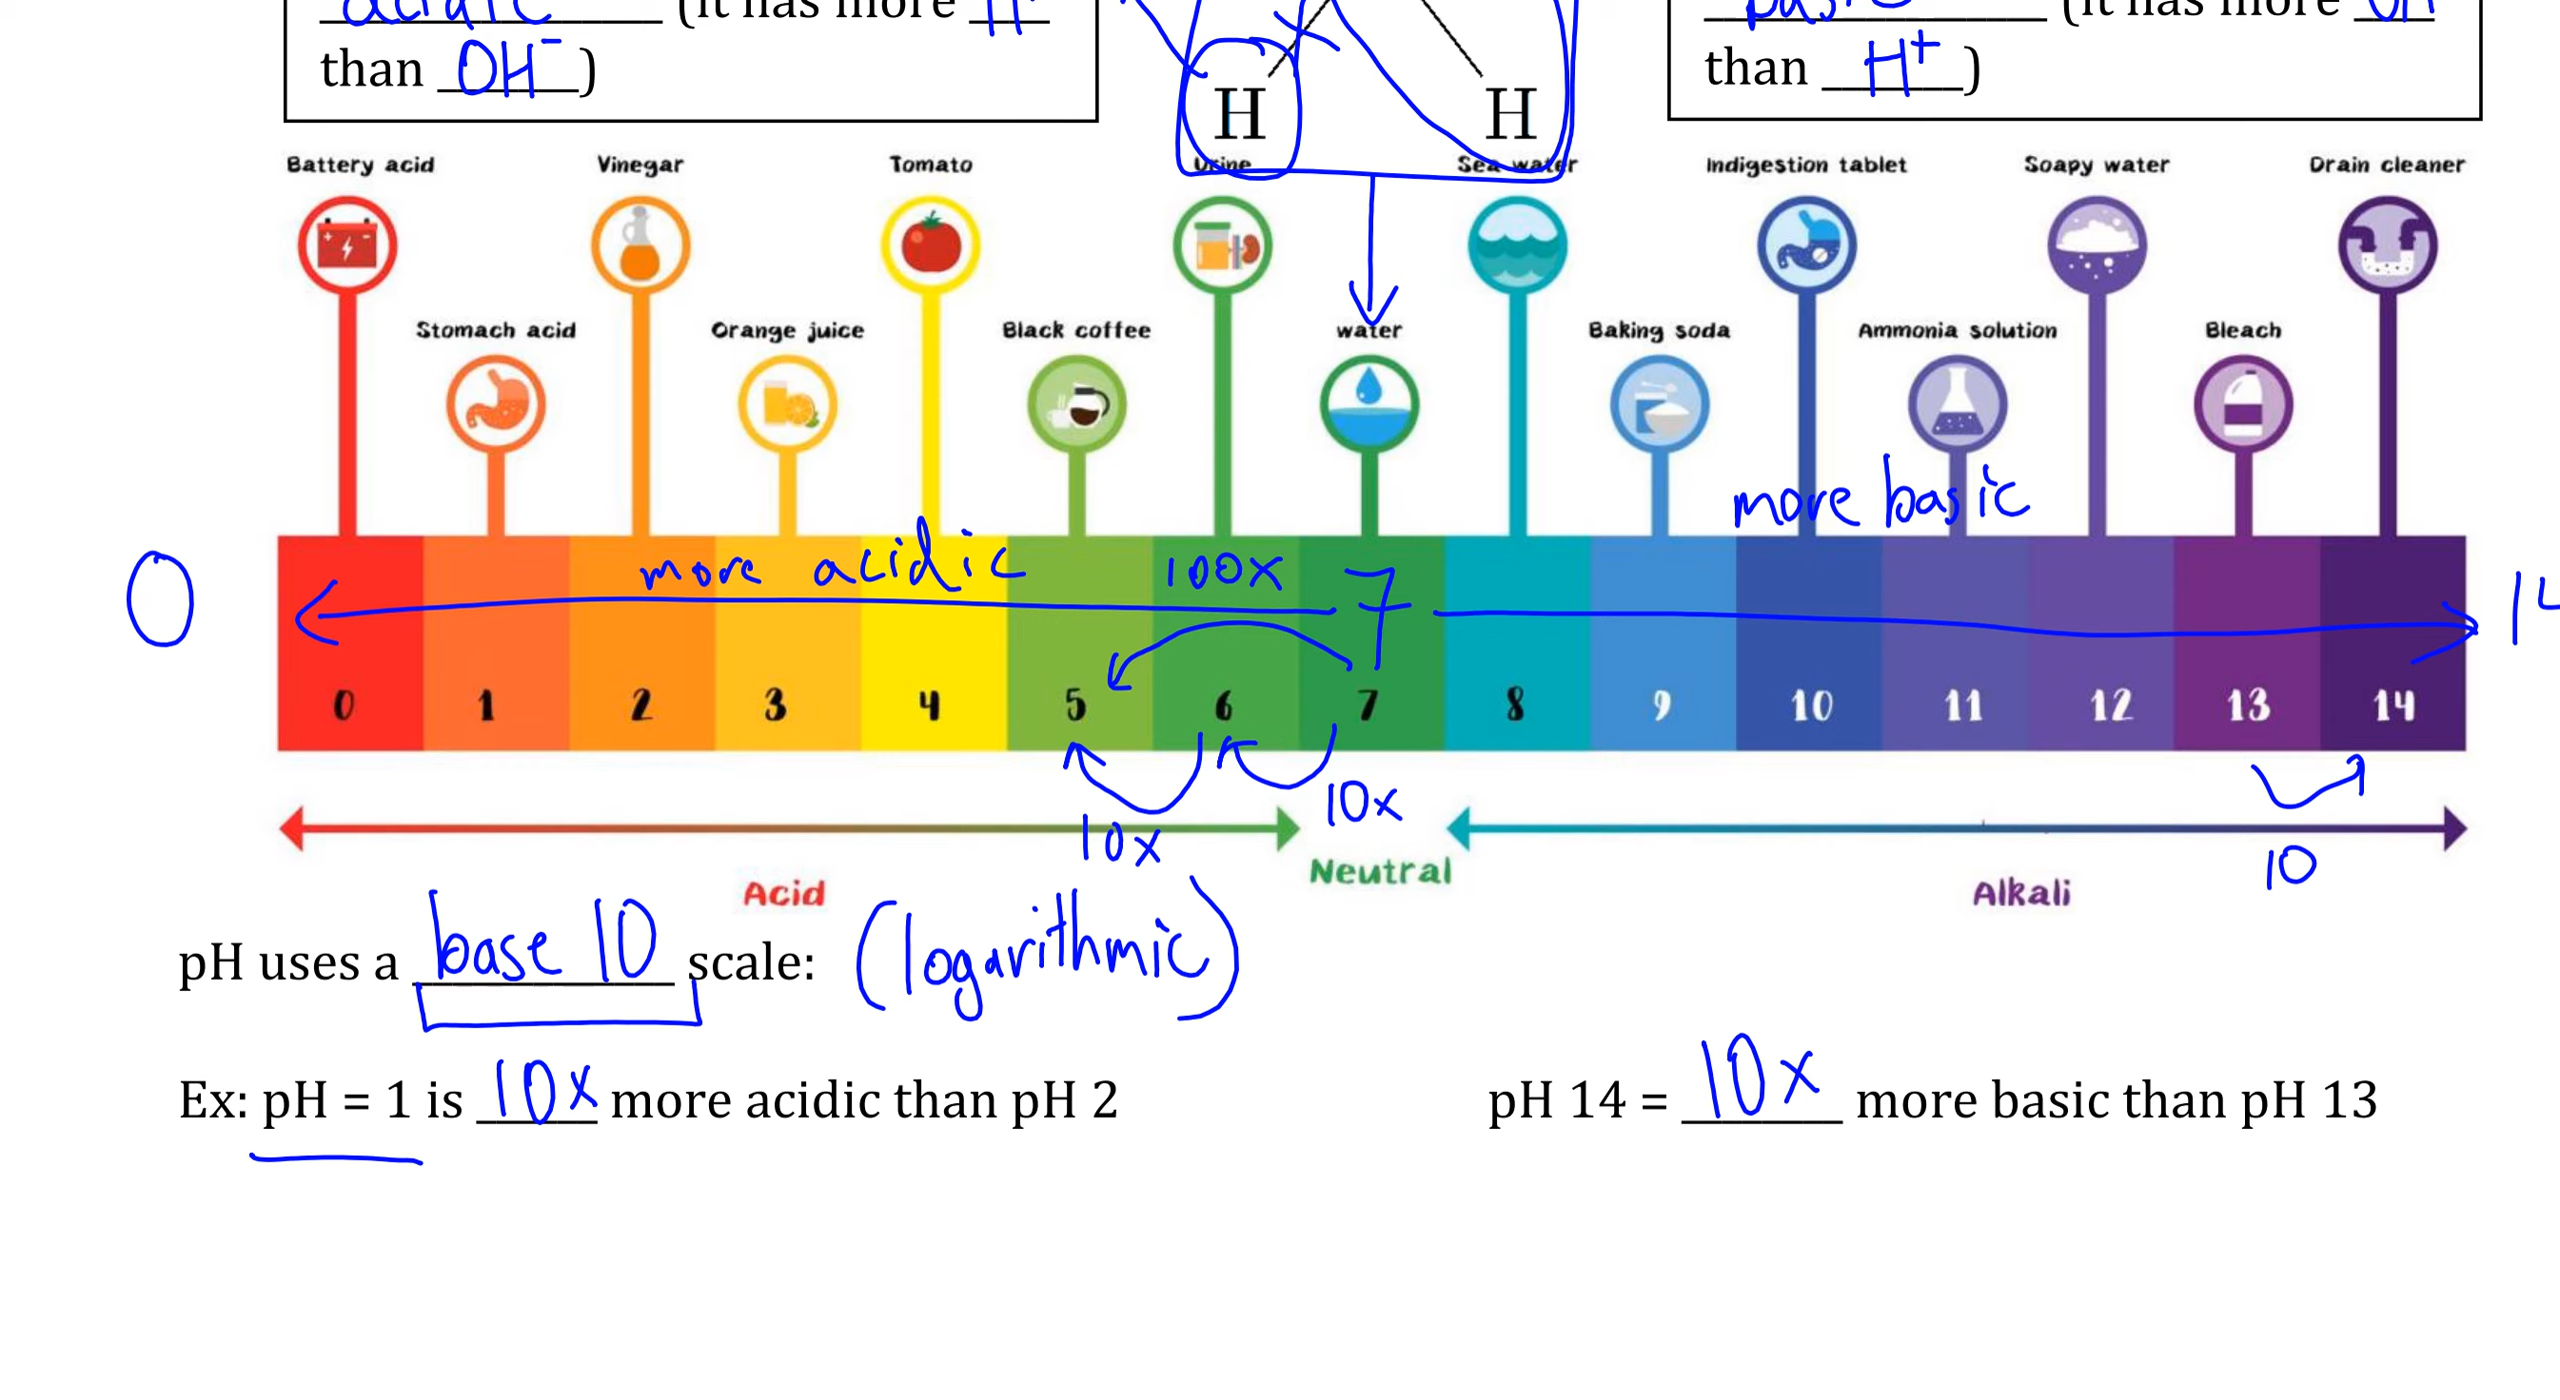 acidic (it has more H+
than OH⁻)
basic (it has more OH
than H⁺)
H H
Battery acid Vinegar Tomato Urine Sea water Indigestion tablet Soapy water Drain cleaner
Stomach acid Orange juice Black coffee water Baking soda Ammonia solution Bleach
more basic
0 more acidic 100x 7 14
0 1 2 3 4 5 6 7 8 9 10 11 12 13 14
10x 10x 10
Acid Neutral Alkali
pH uses a base 10 scale: (logarithmic)
Ex: pH = 1 is 10x more acidic than pH 2
pH 14 = 10x more basic than pH 13